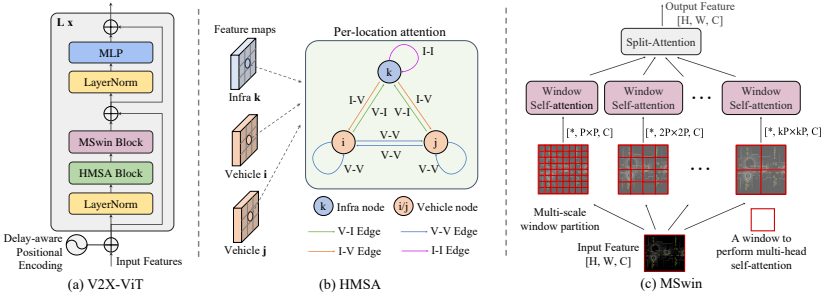 L x
MLP
LayerNorm
MSwin Block
HMSA Block
LayerNorm
Delay-aware
Positional
Encoding
Input Features
(a) V2X-ViT
Feature maps
Infra k
Vehicle i
Vehicle j
Per-location attention
I-I
k
I-V
V-I
I-V
V-I
i
V-V
V-V
j
V-V
V-V
k Infra node
i/j Vehicle node
V-I Edge
V-V Edge
I-V Edge
I-I Edge
(b) HMSA
Output Feature
[H, W, C]
Split-Attention
Window
Self-attention
Window
Self-attention
...
Window
Self-attention
[*, P×P, C]
[*, 2P×2P, C]
[*, kP×kP, C]
...
Multi-scale
window partition
Input Feature
[H, W, C]
A window to
perform multi-head
self-attention
(c) MSwin